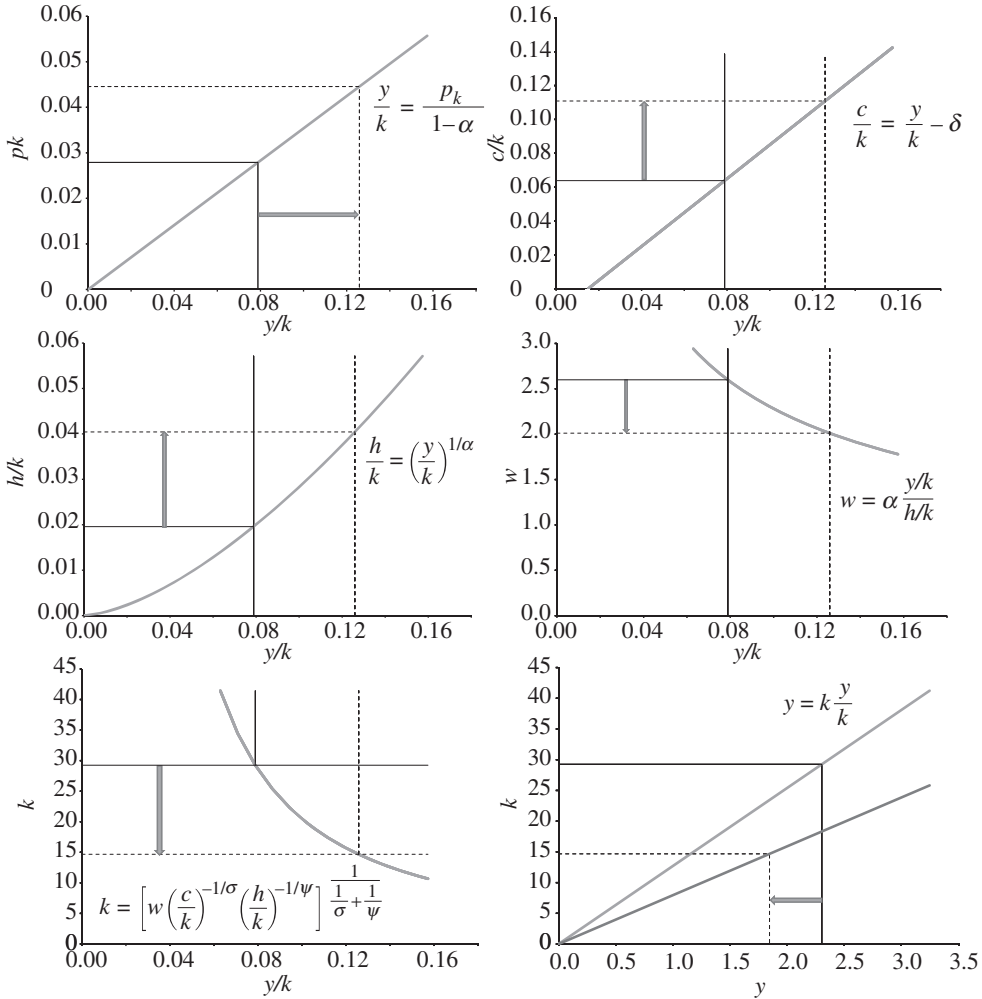 0.06
0.05
0.04
0.03
0.02
0.01
0
pk
0.00 0.04 0.08 0.12 0.16
y/k
y/k = p_k/(1−α)
0.16
0.14
0.12
0.10
0.08
0.06
0.04
0.02
0
c/k
0.00 0.04 0.08 0.12 0.16
y/k
c/k = y/k − δ
0.06
0.05
0.04
0.03
0.02
0.01
0.00
h/k
0.00 0.04 0.08 0.12 0.16
y/k
h/k = (y/k)^{1/α}
3.0
2.5
2.0
1.5
1.0
0.5
0.0
w
0.00 0.04 0.08 0.12 0.16
y/k
w = α (y/k)/(h/k)
45
40
35
30
25
20
15
10
5
0
k
0.00 0.04 0.08 0.12 0.16
y/k
k = [w (c/k)^{−1/σ} (h/k)^{−1/ψ}]^{1/(1/σ + 1/ψ)}
45
40
35
30
25
20
15
10
5
0
k
0.0 0.5 1.0 2.0 2.5 3.0 3.5
y
y = k y/k